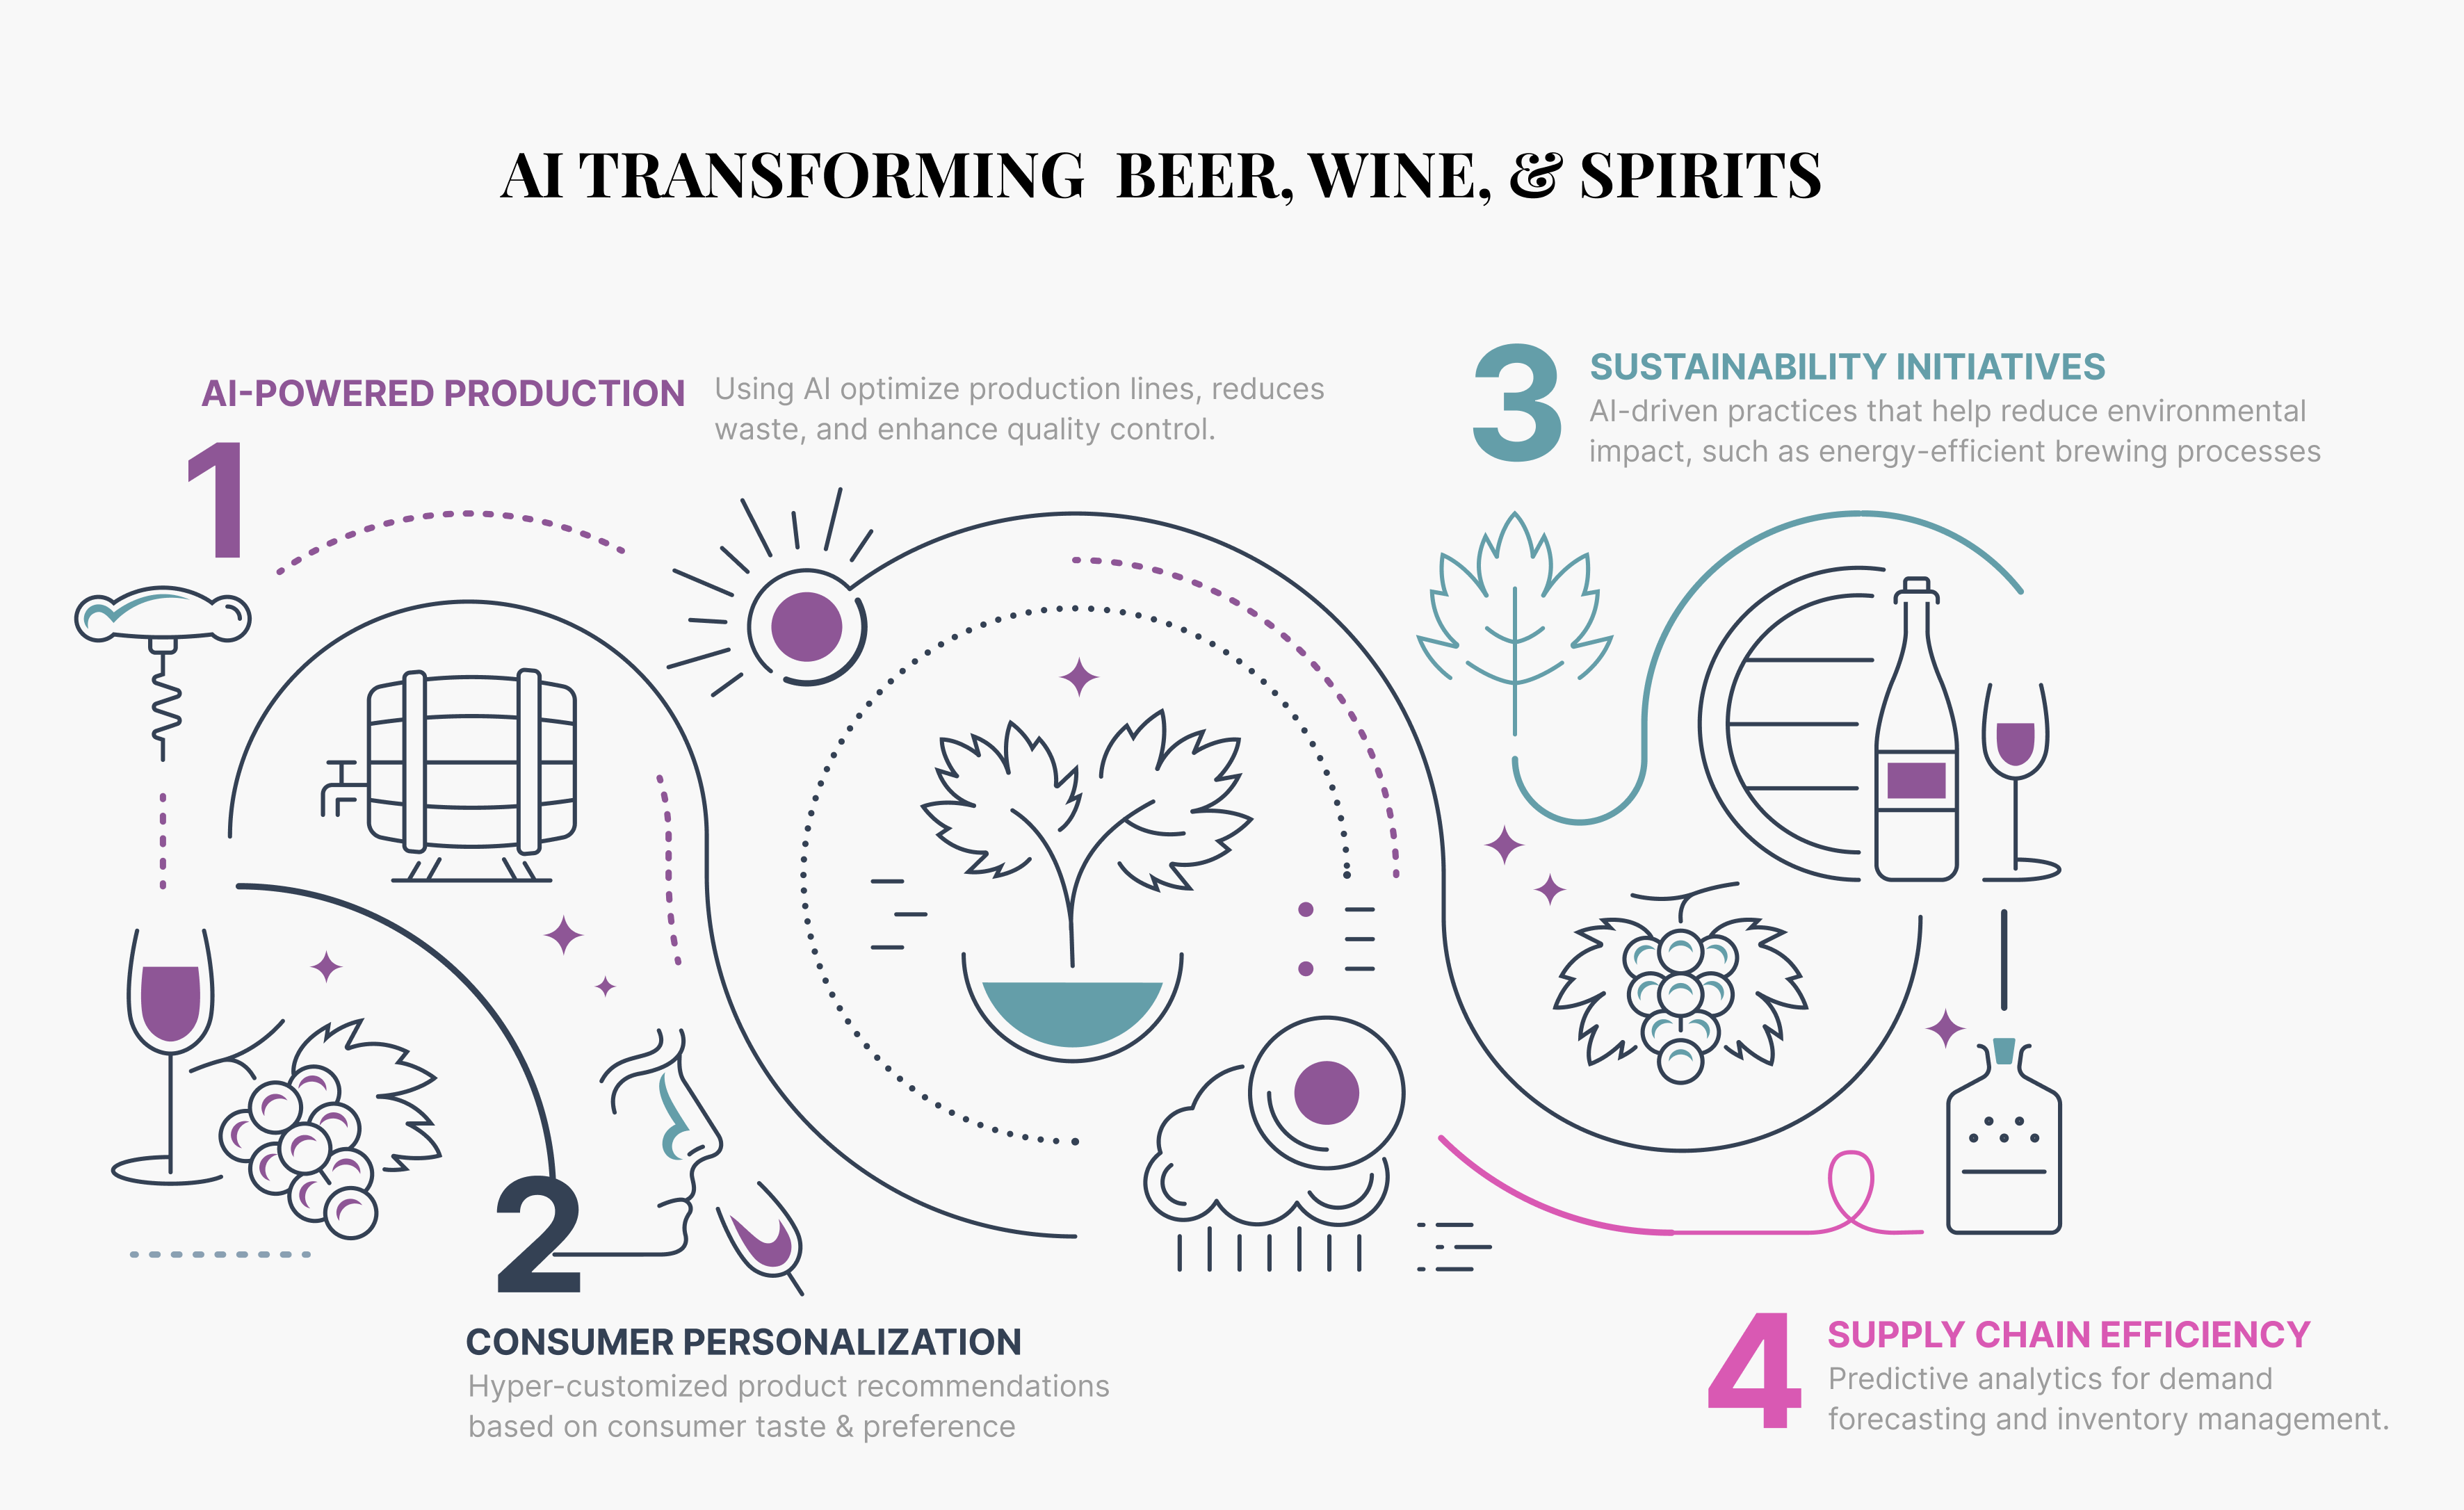 AI TRANSFORMING BEER, WINE, & SPIRITS
AI-POWERED PRODUCTION
1
Using AI optimize production lines, reduces
waste, and enhance quality control.
2
CONSUMER PERSONALIZATION
Hyper-customized product recommendations
based on consumer taste & preference
3
SUSTAINABILITY INITIATIVES
AI-driven practices that help reduce environmental
impact, such as energy-efficient brewing processes
4
SUPPLY CHAIN EFFICIENCY
Predictive analytics for demand
forecasting and inventory management.